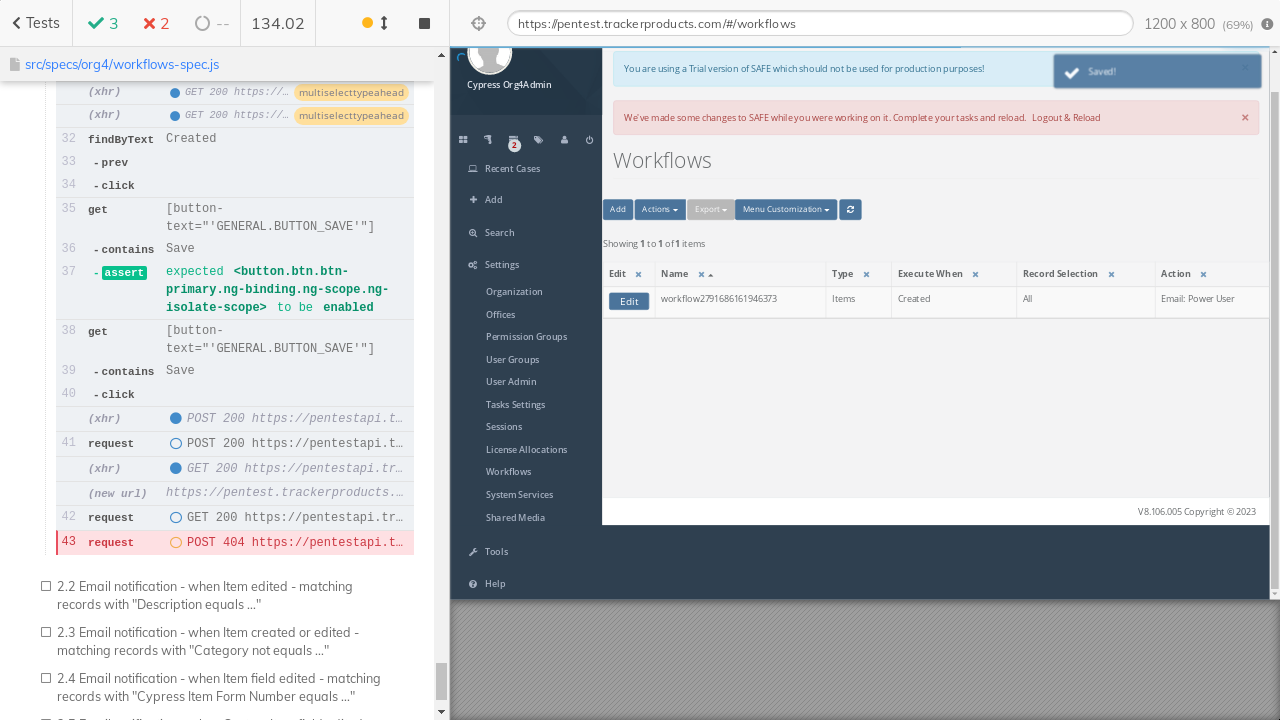 Tests
3
2
--
134.02
https://pentest.trackerproducts.com/#/workflows
1200 x 800 (69%)
src/specs/org4/workflows-spec.js
(xhr) GET 200 https://… multiselecttypeahead
(xhr) GET 200 https://… multiselecttypeahead
32 findByText Created
33 - prev
34 - click
35 get [button-
text="'GENERAL.BUTTON_SAVE'"]
36 - contains Save
37 - assert expected <button.btn.btn-
primary.ng-binding.ng-scope.ng-
isolate-scope> to be enabled
38 get [button-
text="'GENERAL.BUTTON_SAVE'"]
39 - contains Save
40 - click
(xhr) POST 200 https://pentestapi.t…
41 request POST 200 https://pentestapi.t…
(xhr) GET 200 https://pentestapi.tr…
(new url) https://pentest.trackerproducts.…
42 request GET 200 https://pentestapi.tr…
43 request POST 404 https://pentestapi.t…
2.2 Email notification - when Item edited - matching
records with "Description equals ..."
2.3 Email notification - when Item created or edited -
matching records with "Category not equals ..."
2.4 Email notification - when Item field edited - matching
records with "Cypress Item Form Number equals ..."
Cypress Org4Admin
2
Recent Cases
Add
Search
Settings
Organization
Offices
Permission Groups
User Groups
User Admin
Tasks Settings
Sessions
License Allocations
Workflows
System Services
Shared Media
Tools
Help
You are using a Trial version of SAFE which should not be used for production purposes!
Saved!
We've made some changes to SAFE while you were working on it. Complete your tasks and reload. Logout & Reload
Workflows
Add Actions Export Menu Customization
Showing 1 to 1 of 1 items
Edit Name Type Execute When Record Selection Action
Edit workflow2791686161946373 Items Created All Email: Power User
V8.106.005 Copyright © 2023